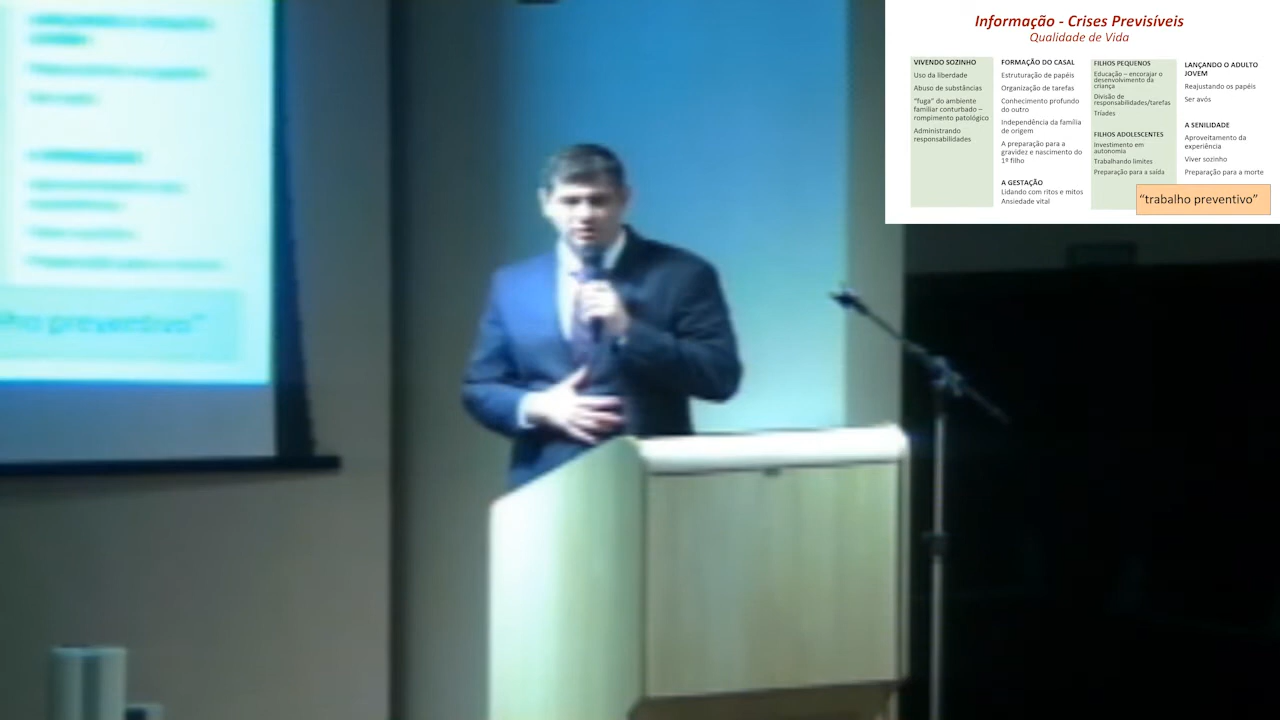 Informação - Crises Previsíveis
Qualidade de Vida
VIVENDO SOZINHO
Uso da liberdade
Abuso de substâncias
"fuga" do ambiente
familiar conturbado –
rompimento patológico
Administrando
responsabilidades
FORMAÇÃO DO CASAL
Estruturação de papéis
Organização de tarefas
Conhecimento profundo
do outro
Independência da família
de origem
A preparação para a
gravidez e nascimento do
1º filho
A GESTAÇÃO
Lidando com ritos e mitos
Ansiedade vital
FILHOS PEQUENOS
Educação – encorajar o
desenvolvimento da
criança
Divisão de
responsabilidades/tarefas
Tríades
FILHOS ADOLESCENTES
Investimento em
autonomia
Trabalhando limites
Preparação para a saída
LANÇANDO O ADULTO
JOVEM
Reajustando os papéis
Ser avós
A SENILIDADE
Aproveitamento da
experiência
Viver sozinho
Preparação para a morte
"trabalho preventivo"
preventivo"